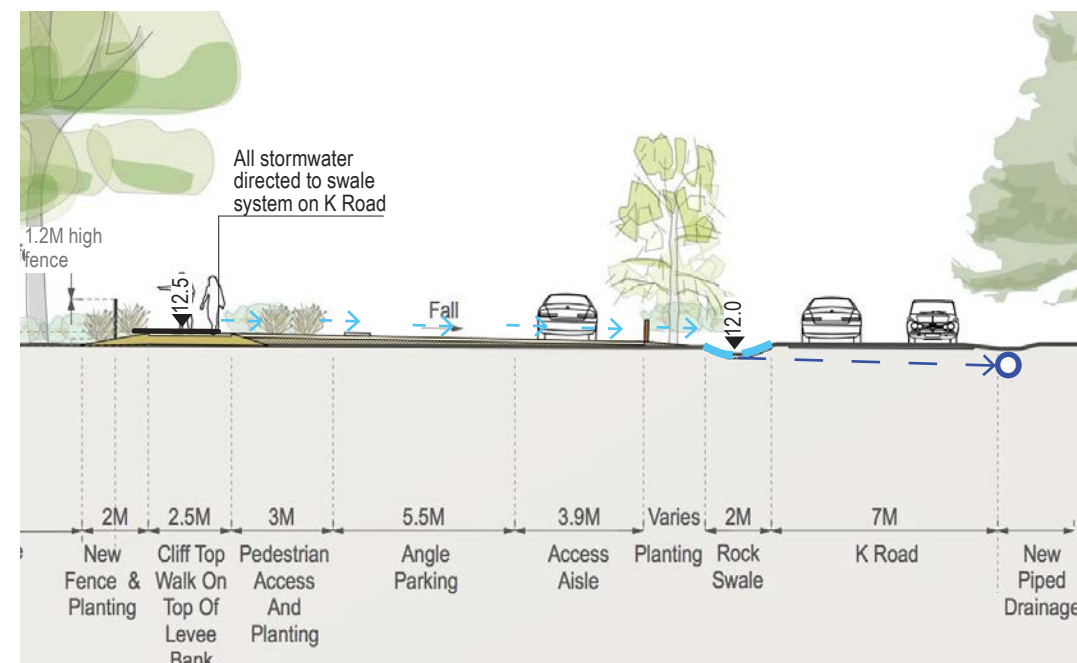 All stormwater
directed to swale
system on K Road
1.2M high
fence
12.5
Fall
12.0
2M
2.5M
3M
5.5M
3.9M
Varies
2M
7M
New
Fence &
Planting
Cliff Top
Walk On
Top Of
Levee
Bank
Pedestrian
Access
And
Planting
Angle
Parking
Access
Aisle
Planting
Rock
Swale
K Road
New
Piped
Drainage